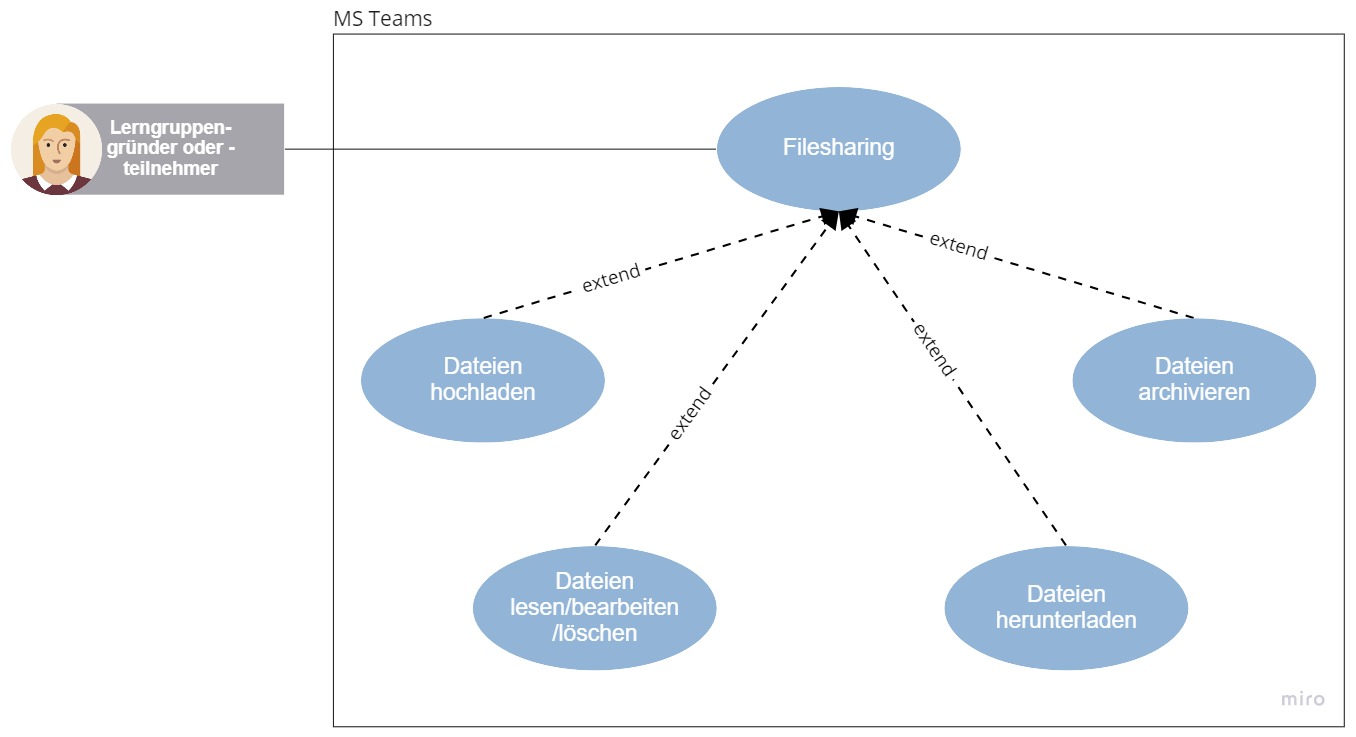 MS Teams
Lerngruppen-
gründer oder -
teilnehmer
Filesharing
extend
extend
extend
extend
Dateien
hochladen
Dateien
archivieren
Dateien
lesen/bearbeiten
/löschen
Dateien
herunterladen
miro